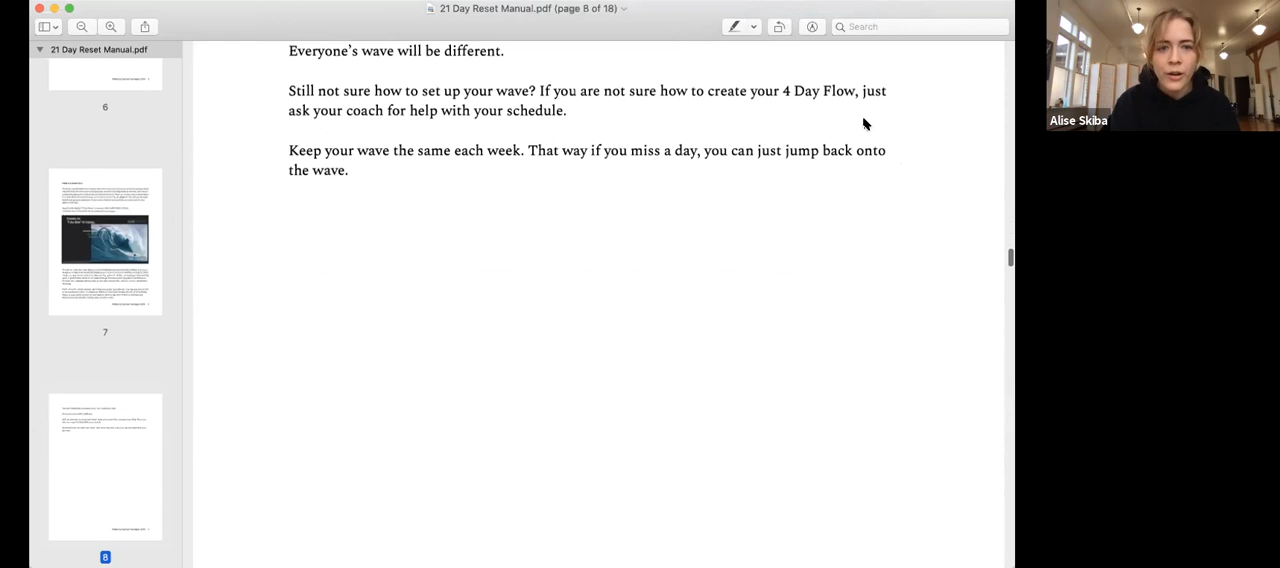 21 Day Reset Manual.pdf (page 8 of 18)
Search
21 Day Reset Manual.pdf
6
7
8
Everyone's wave will be different.
Still not sure how to set up your wave? If you are not sure how to create your 4 Day Flow, just
ask your coach for help with your schedule.
Keep your wave the same each week. That way if you miss a day, you can just jump back onto
the wave.
Alise Skiba